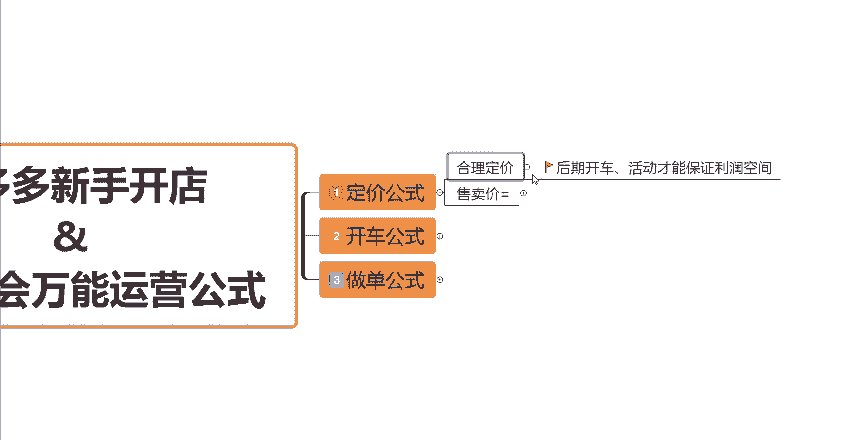 多新手开店
&
会万能运营公式
1 定价公式
合理定价
后期开车、活动才能保证利润空间
售卖价=
2 开车公式
3 做单公式